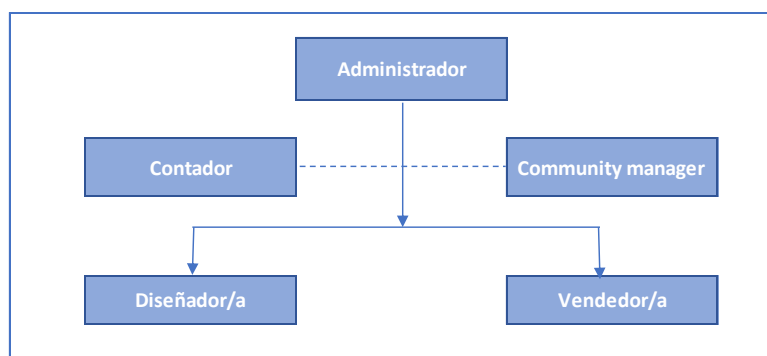 Administrador
Contador
Community manager
Diseñador/a
Vendedor/a